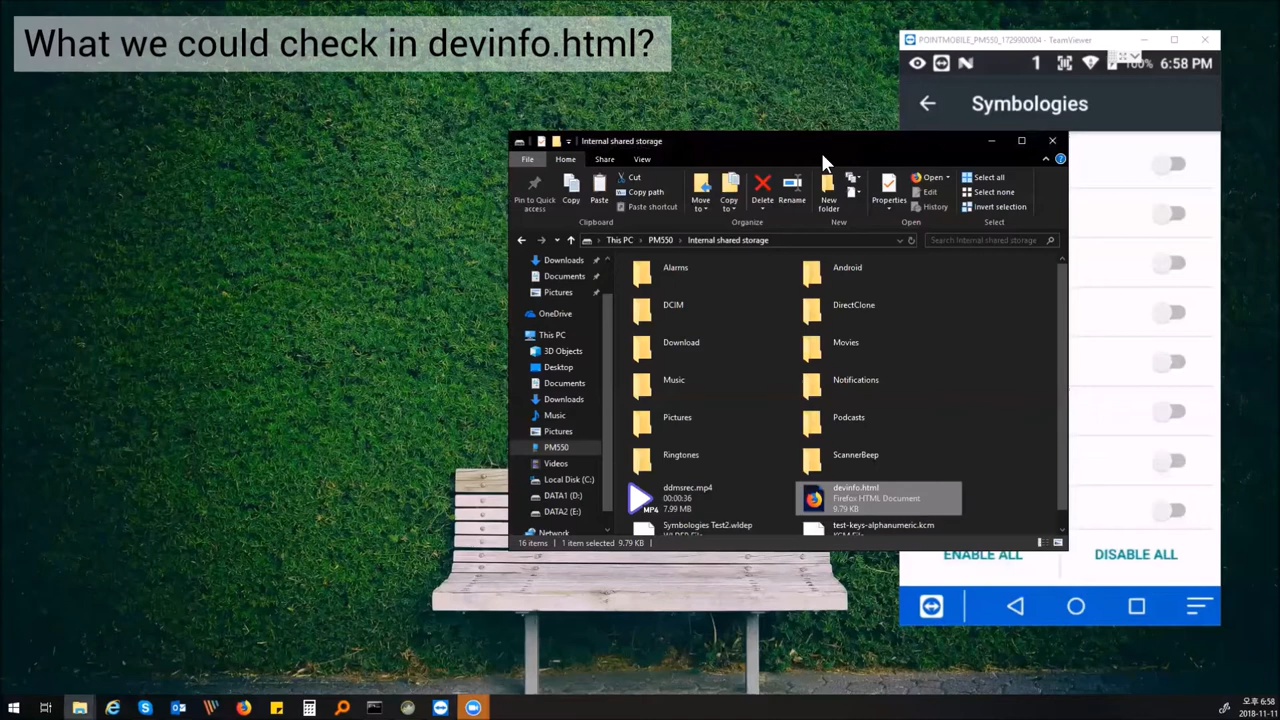 What we could check in devinfo.html?
POINTMOBILE_PM550_1729900004 - TeamViewer
1
100%
6:58 PM
Symbologies
Internal shared storage
File
Home
Share
View
Pin to Quick access
Copy
Paste
Cut
Copy path
Paste shortcut
Move to
Copy to
Delete
Rename
New folder
Properties
Open
Edit
History
Select all
Select none
Invert selection
Clipboard
Organize
New
Open
Select
This PC
PM550
Internal shared storage
Search Internal shared storage
Downloads
Documents
Pictures
OneDrive
This PC
3D Objects
Desktop
Documents
Downloads
Music
Pictures
PM550
Videos
Local Disk (C:)
DATA1 (D:)
DATA2 (E:)
Network
Alarms
Android
DCIM
DirectClone
Download
Movies
Music
Notifications
Pictures
Podcasts
Ringtones
ScannerBeep
ddmsrec.mp4
00:00:36
7.99 MB
MP4
devinfo.html
Firefox HTML Document
9.79 KB
Symbologies Test2.wldep
WLDEP File
test-keys-alphanumeric.kcm
KCM File
16 items
1 item selected 9.79 KB
ENABLE ALL
DISABLE ALL
오후 6:58
2018-11-11